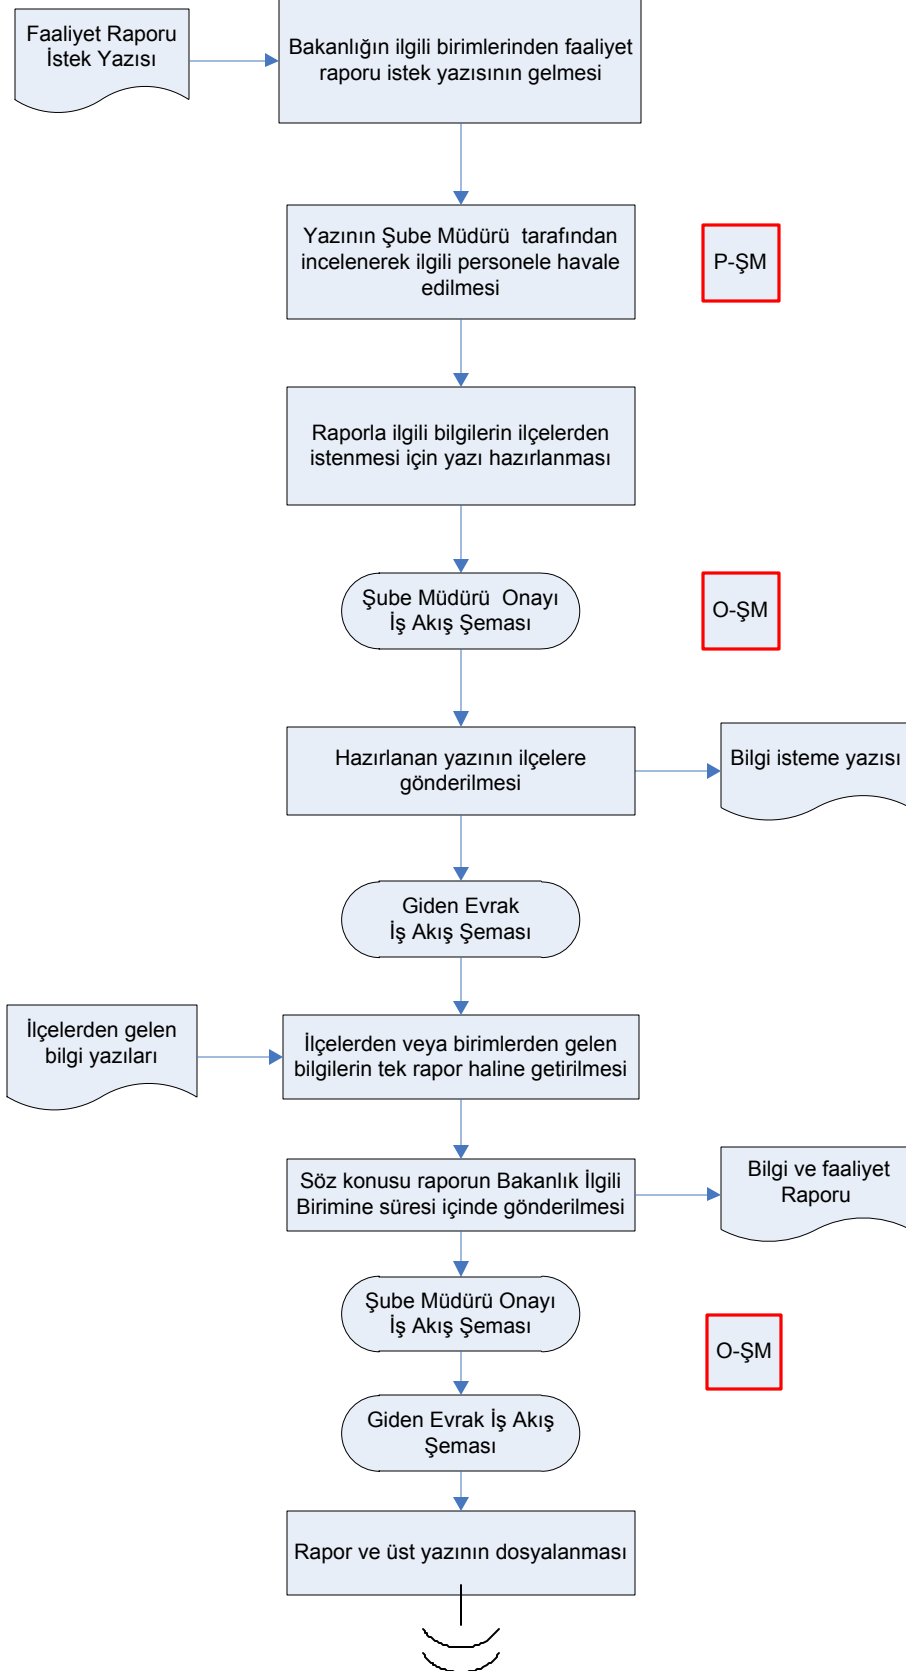 Faaliyet Raporu
İstek Yazısı
Bakanlığın ilgili birimlerinden faaliyet
raporu istek yazısının gelmesi
Yazının Şube Müdürü  tarafından
incelenerek ilgili personele havale
edilmesi
P-ŞM
Raporla ilgili bilgilerin ilçelerden
istenmesi için yazı hazırlanması
Şube Müdürü  Onayı
İş Akış Şeması
O-ŞM
Hazırlanan yazının ilçelere
gönderilmesi
Bilgi isteme yazısı
Giden Evrak
İş Akış Şeması
İlçelerden gelen
bilgi yazıları
İlçelerden veya birimlerden gelen
bilgilerin tek rapor haline getirilmesi
Söz konusu raporun Bakanlık İlgili
Birimine süresi içinde gönderilmesi
Bilgi ve faaliyet
Raporu
Şube Müdürü Onayı
İş Akış Şeması
O-ŞM
Giden Evrak İş Akış
Şeması
Rapor ve üst yazının dosyalanması